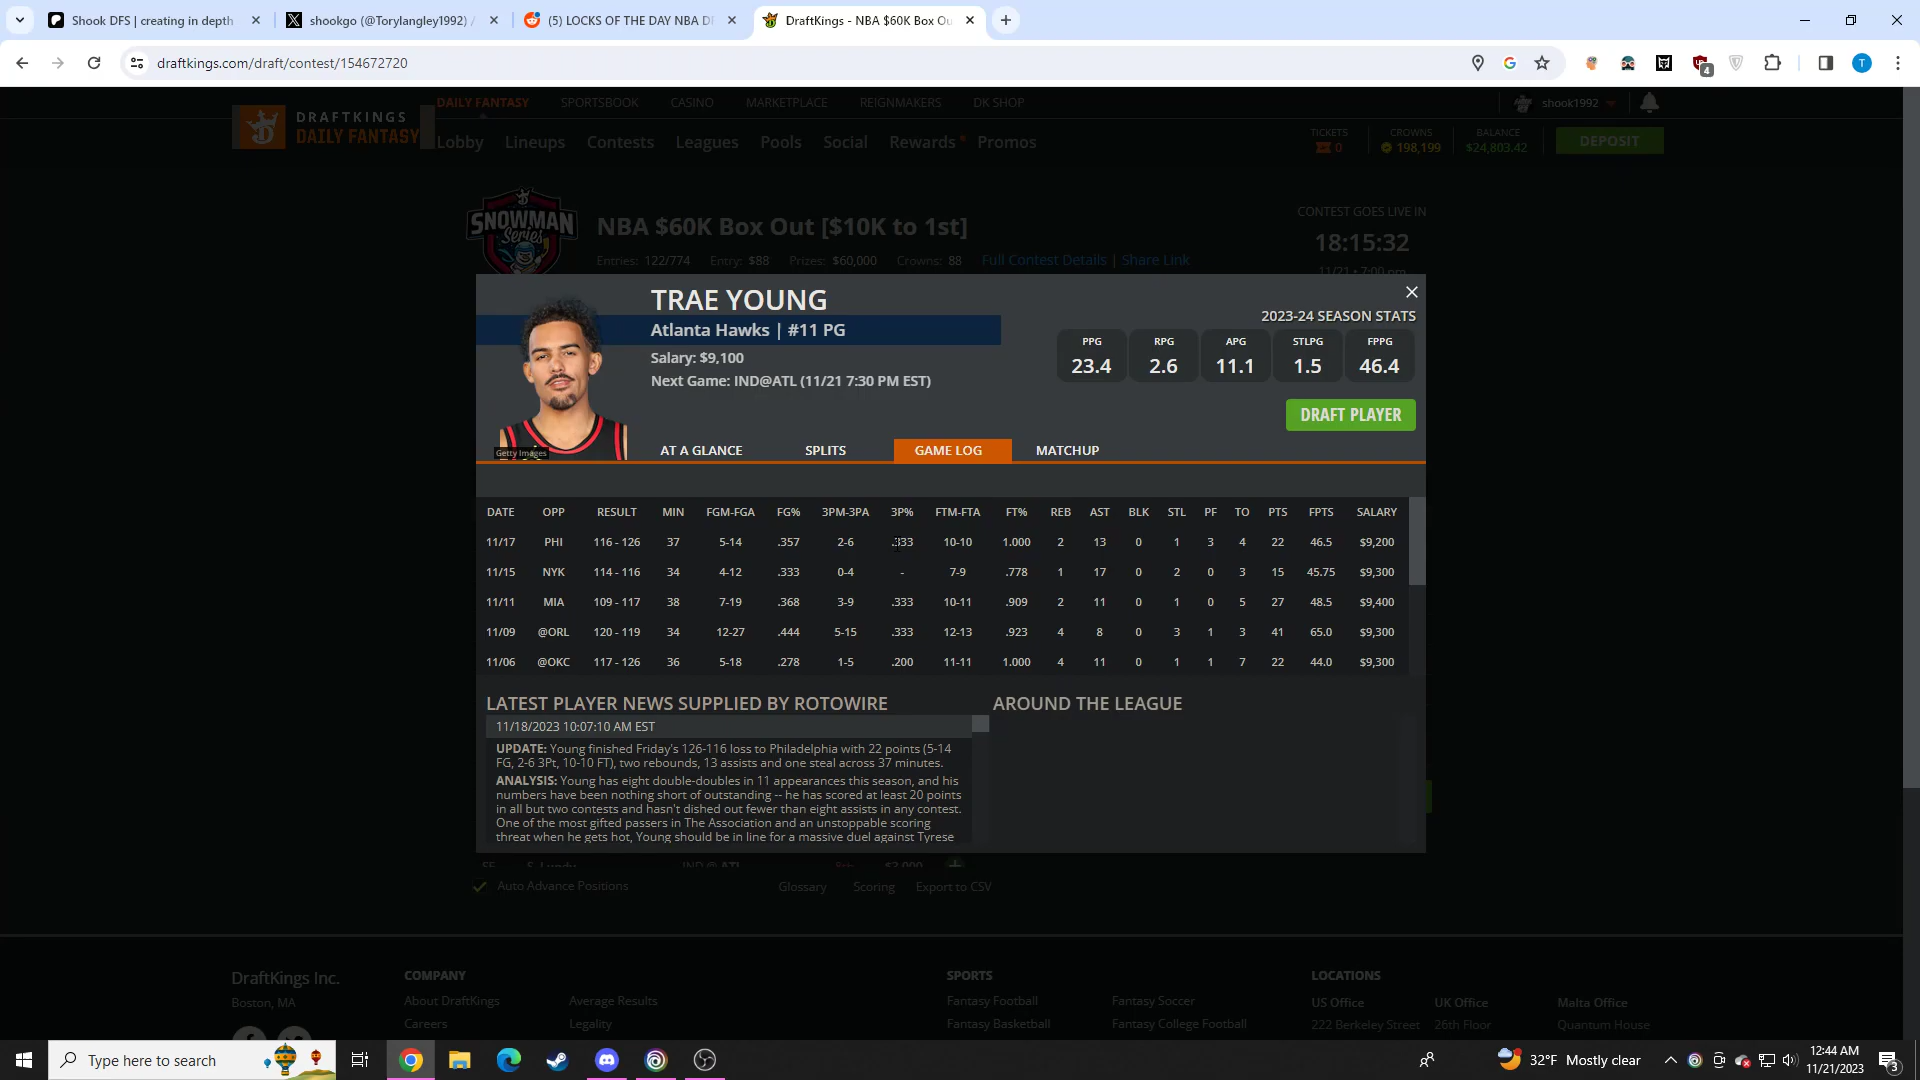 Shook DFS | creating in depth
shookgo (@Torylangley1992) /
(5) LOCKS OF THE DAY NBA D
DraftKings - NBA $60K Box Ou
draftkings.com/draft/contest/154672720
4
T
DRAFTKINGS
DAILY FANTASY
DAILY FANTASY SPORTSBOOK CASINO MARKETPLACE REIGNMAKERS DK SHOP
shook1992
Lobby Lineups Contests Leagues Pools Social Rewards Promos
TICKETS 0
CROWNS 198,199
BALANCE $24,803.42
DEPOSIT
SNOWMAN
Series
NBA $60K Box Out [$10K to 1st]
Entries: 122/774 Entry: $88 Prizes: $60,000 Crowns: 88 Full Contest Details | Share Link
CONTEST GOES LIVE IN
18:15:32
11/21 • 7:00 pm
TRAE YOUNG
Atlanta Hawks | #11 PG
Salary: $9,100
Next Game: IND@ATL (11/21 7:30 PM EST)
Getty Images
2023-24 SEASON STATS
PPG RPG APG STLPG FPPG
23.4 2.6 11.1 1.5 46.4
DRAFT PLAYER
AT A GLANCE SPLITS GAME LOG MATCHUP
DATE OPP RESULT MIN FGM-FGA FG% 3PM-3PA 3P% FTM-FTA FT% REB AST BLK STL PF TO PTS FPTS SALARY
11/17 PHI 116 - 126 37 5-14 .357 2-6 .333 10-10 1.000 2 13 0 1 3 4 22 46.5 $9,200
11/15 NYK 114 - 116 34 4-12 .333 0-4 - 7-9 .778 1 17 0 2 0 3 15 45.75 $9,300
11/11 MIA 109 - 117 38 7-19 .368 3-9 .333 10-11 .909 2 11 0 1 0 5 27 48.5 $9,400
11/09 @ORL 120 - 119 34 12-27 .444 5-15 .333 12-13 .923 4 8 0 3 1 3 41 65.0 $9,300
11/06 @OKC 117 - 126 36 5-18 .278 1-5 .200 11-11 1.000 4 11 0 1 1 7 22 44.0 $9,300
LATEST PLAYER NEWS SUPPLIED BY ROTOWIRE
AROUND THE LEAGUE
11/18/2023 10:07:10 AM EST
UPDATE: Young finished Friday's 126-116 loss to Philadelphia with 22 points (5-14
FG, 2-6 3Pt, 10-10 FT), two rebounds, 13 assists and one steal across 37 minutes.
ANALYSIS: Young has eight double-doubles in 11 appearances this season, and his
numbers have been nothing short of outstanding -- he has scored at least 20 points
in all but two contests and hasn't dished out fewer than eight assists in any contest.
One of the most gifted passers in The Association and an unstoppable scoring
threat when he gets hot, Young should be in line for a massive duel against Tyrese
S. Lundy IND @ ATL 5th $3,000
Auto Advance Positions
Glossary Scoring Export to CSV
DraftKings Inc.
Boston, MA
COMPANY
About DraftKings Average Results
Careers Legality
SPORTS
Fantasy Football Fantasy Soccer
Fantasy Basketball Fantasy College Football
LOCATIONS
US Office UK Office Malta Office
222 Berkeley Street 26th Floor Quantum House
Type here to search
32°F Mostly clear
12:44 AM
11/21/2023
3